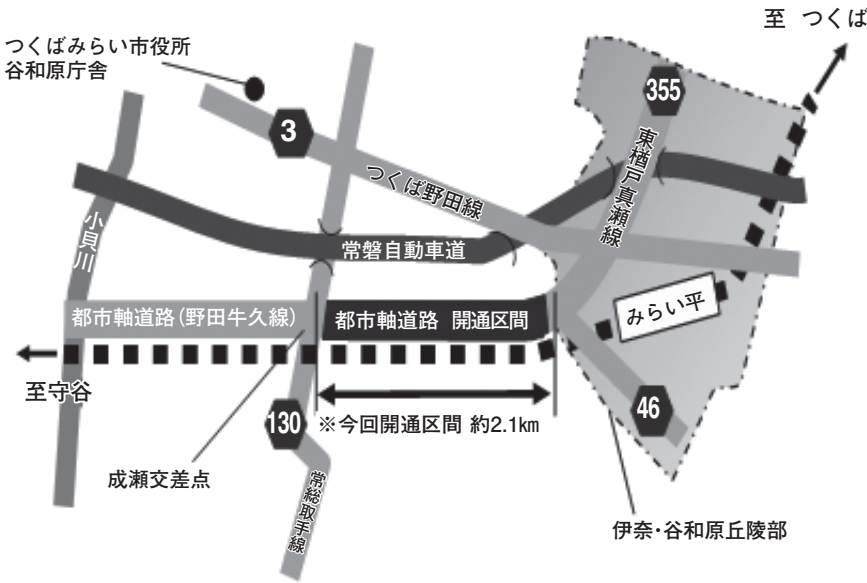 至 つくば
つくばみらい市役所
谷和原庁舎
355
3
東楢戸真瀬線
つくば野田線
小貝川
常磐自動車道
みらい平
都市軸道路(野田牛久線)
都市軸道路 開通区間
至守谷
46
130
※今回開通区間 約2.1km
成瀬交差点
常総取手線
伊奈・谷和原丘陵部